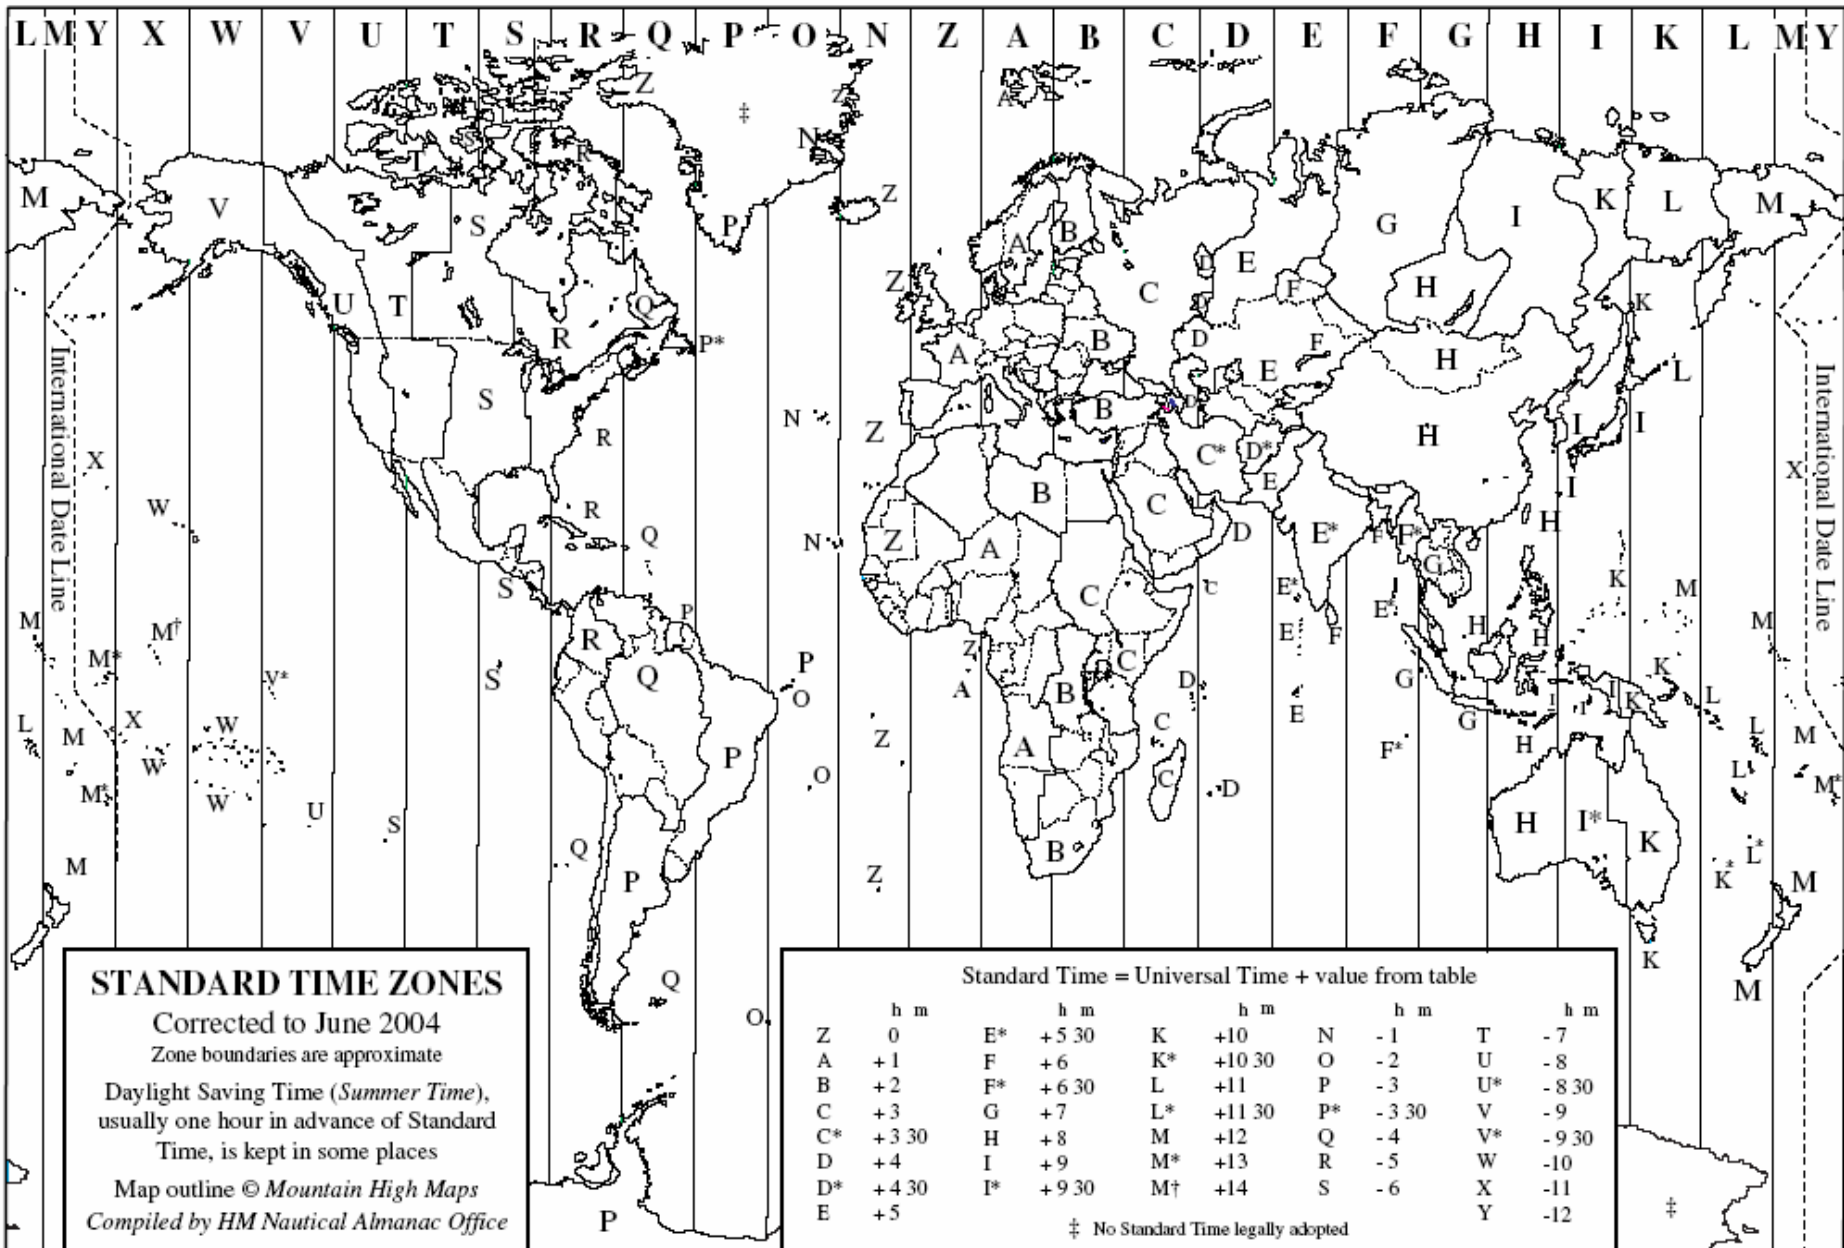 L M Y X W V U T S R Q P O N Z A B C D E F G H I K L M Y
Z
‡
Z
A
S
N
R
T
M
V
S
P
Z
A
B
C
D
E
G
I
K
L
M
U
T
Q
Z
D
F
H
K
R
P*
A
B
D
E
F
H
L
International Date Line
International Date Line
S
N
Z
B
D
R
C*
D*
E
H
I
I
X
X
W
R
Q
N
Z
A
B
C
D
E*
F
F*
G
H
I
H
S
P
C
C
E*
E*
K
M
M
M†
R
Z
C
E
F
H
H
M
M*
V*
S
Q
P
O
A
B
D
E
G
G
I
I
I
K
K
L
L
M
X
W
W
W
P
Z
A
C
F*
H
L
M
M*
U
S
O
C
D
L
M*
M
Q
P
Z
B
H
I*
K
K*
L*
M
Q
O
K
M
STANDARD TIME ZONES
Corrected to June 2004
Zone boundaries are approximate
Daylight Saving Time (Summer Time),
usually one hour in advance of Standard
Time, is kept in some places
Map outline © Mountain High Maps
Compiled by HM Nautical Almanac Office
P
Standard Time = Universal Time + value from table
h m h m h m h m h m
Z 0 E* + 5 30 K +10 N - 1 T - 7
A + 1 F + 6 K* +10 30 O - 2 U - 8
B + 2 F* + 6 30 L +11 P - 3 U* - 8 30
C + 3 G + 7 L* +11 30 P* - 3 30 V - 9
C* + 3 30 H + 8 M +12 Q - 4 V* - 9 30
D + 4 I + 9 M* +13 R - 5 W -10
D* + 4 30 I* + 9 30 M† +14 S - 6 X -11
E + 5 Y -12
‡ No Standard Time legally adopted
‡